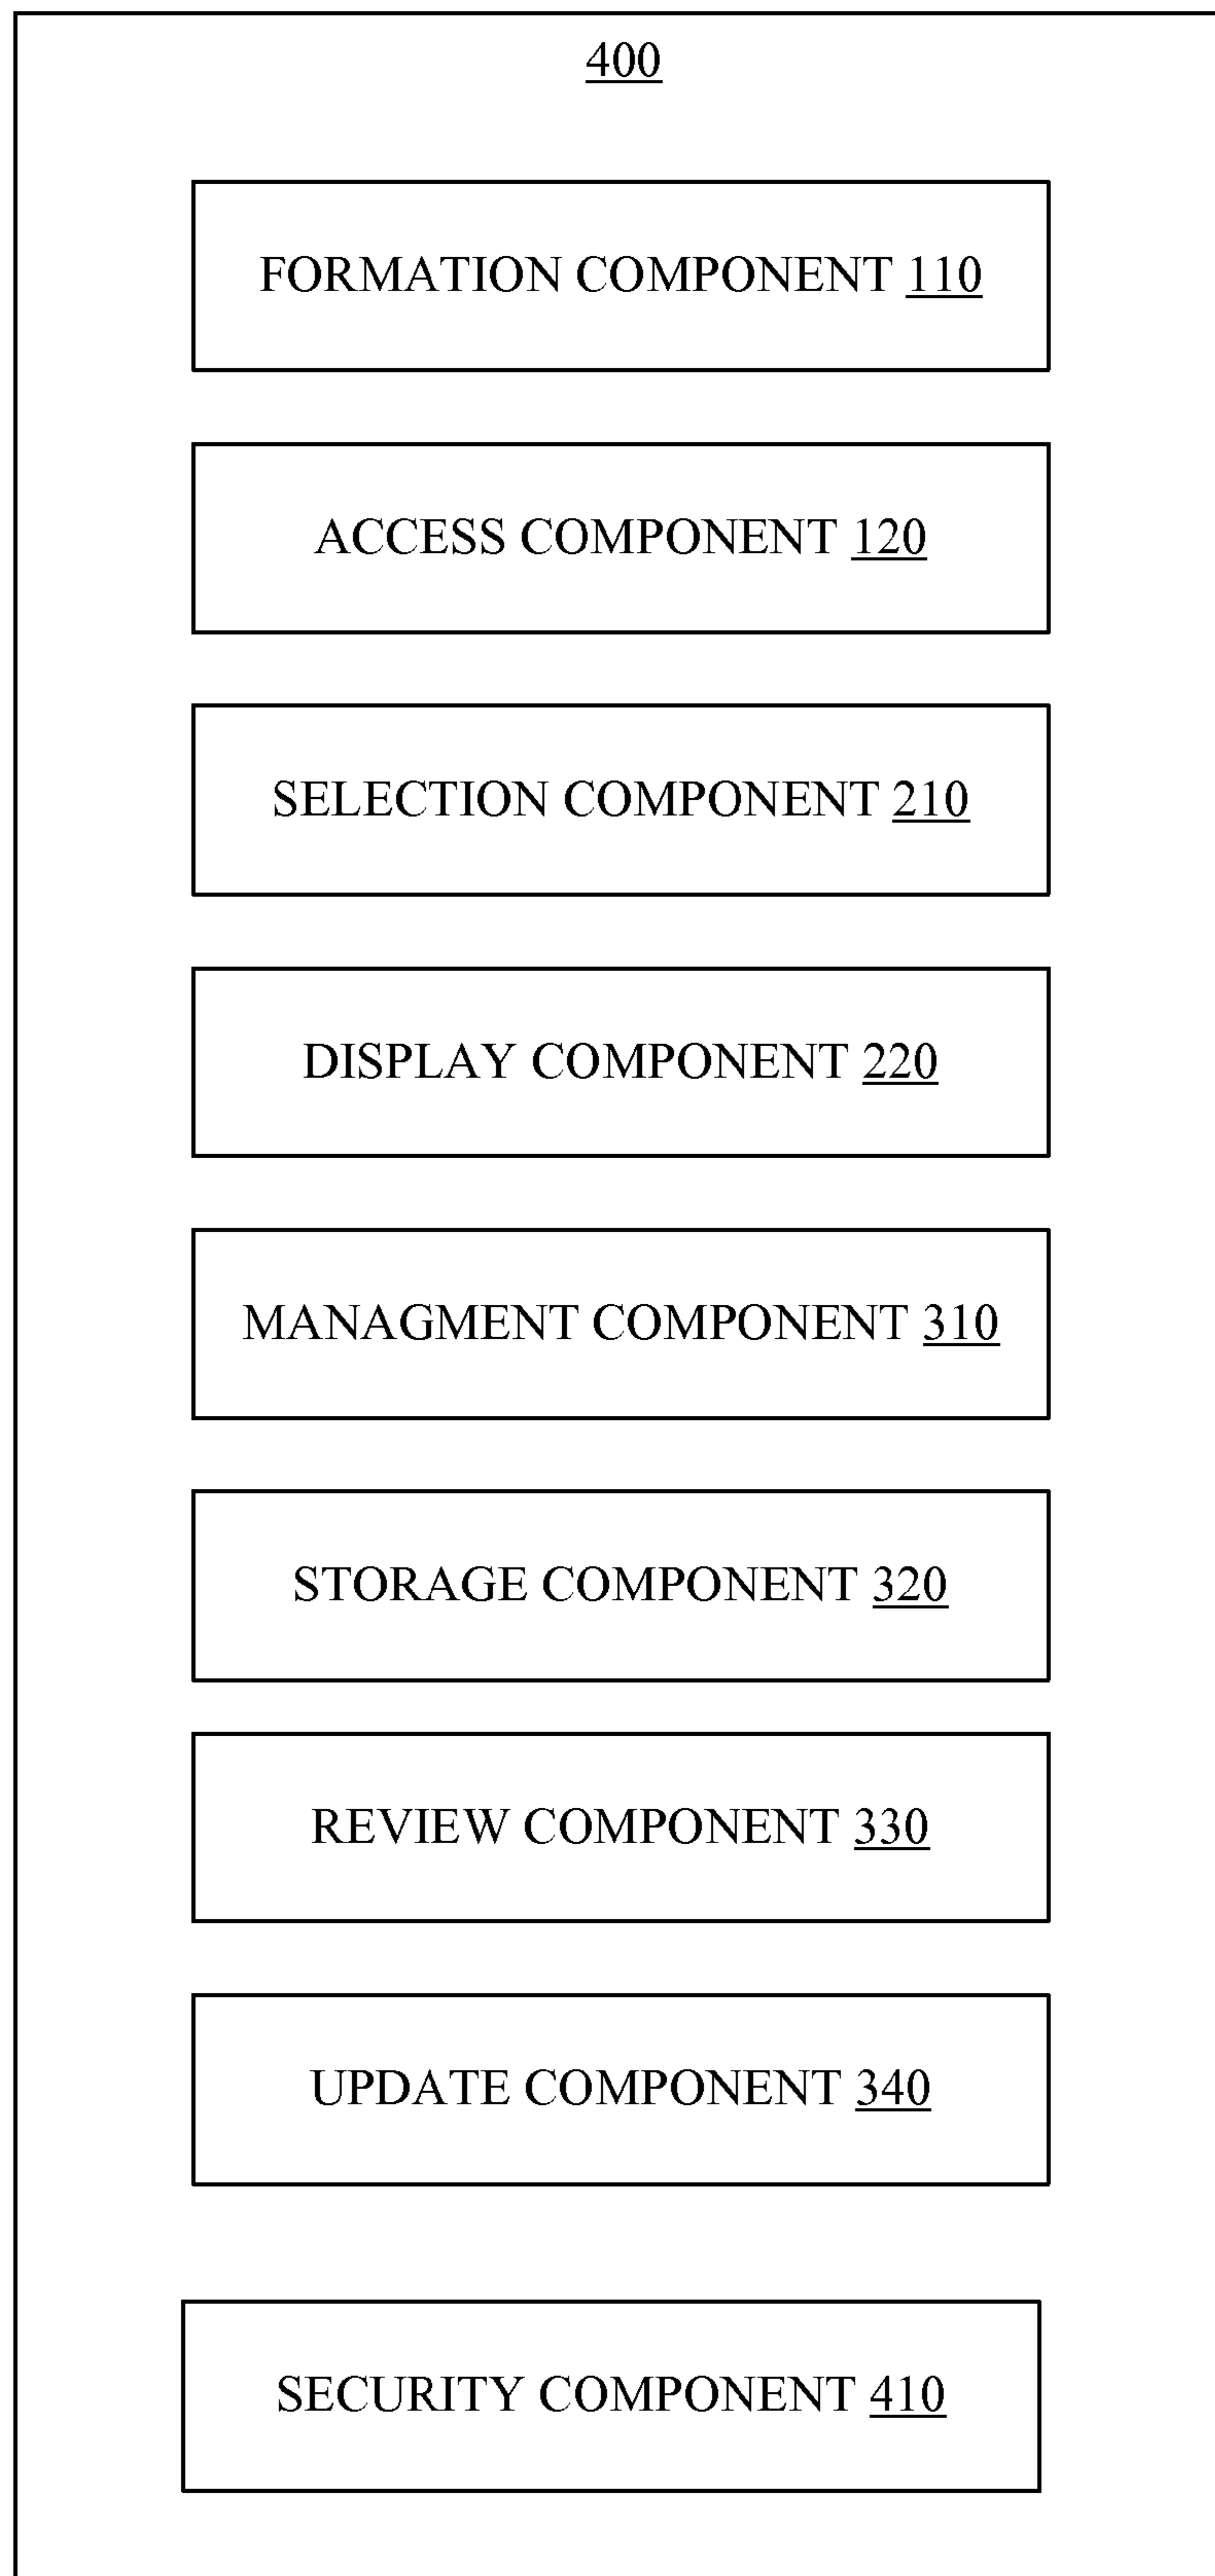 400
FORMATION COMPONENT 110
ACCESS COMPONENT 120
SELECTION COMPONENT 210
DISPLAY COMPONENT 220
MANAGMENT COMPONENT 310
STORAGE COMPONENT 320
REVIEW COMPONENT 330
UPDATE COMPONENT 340
SECURITY COMPONENT 410